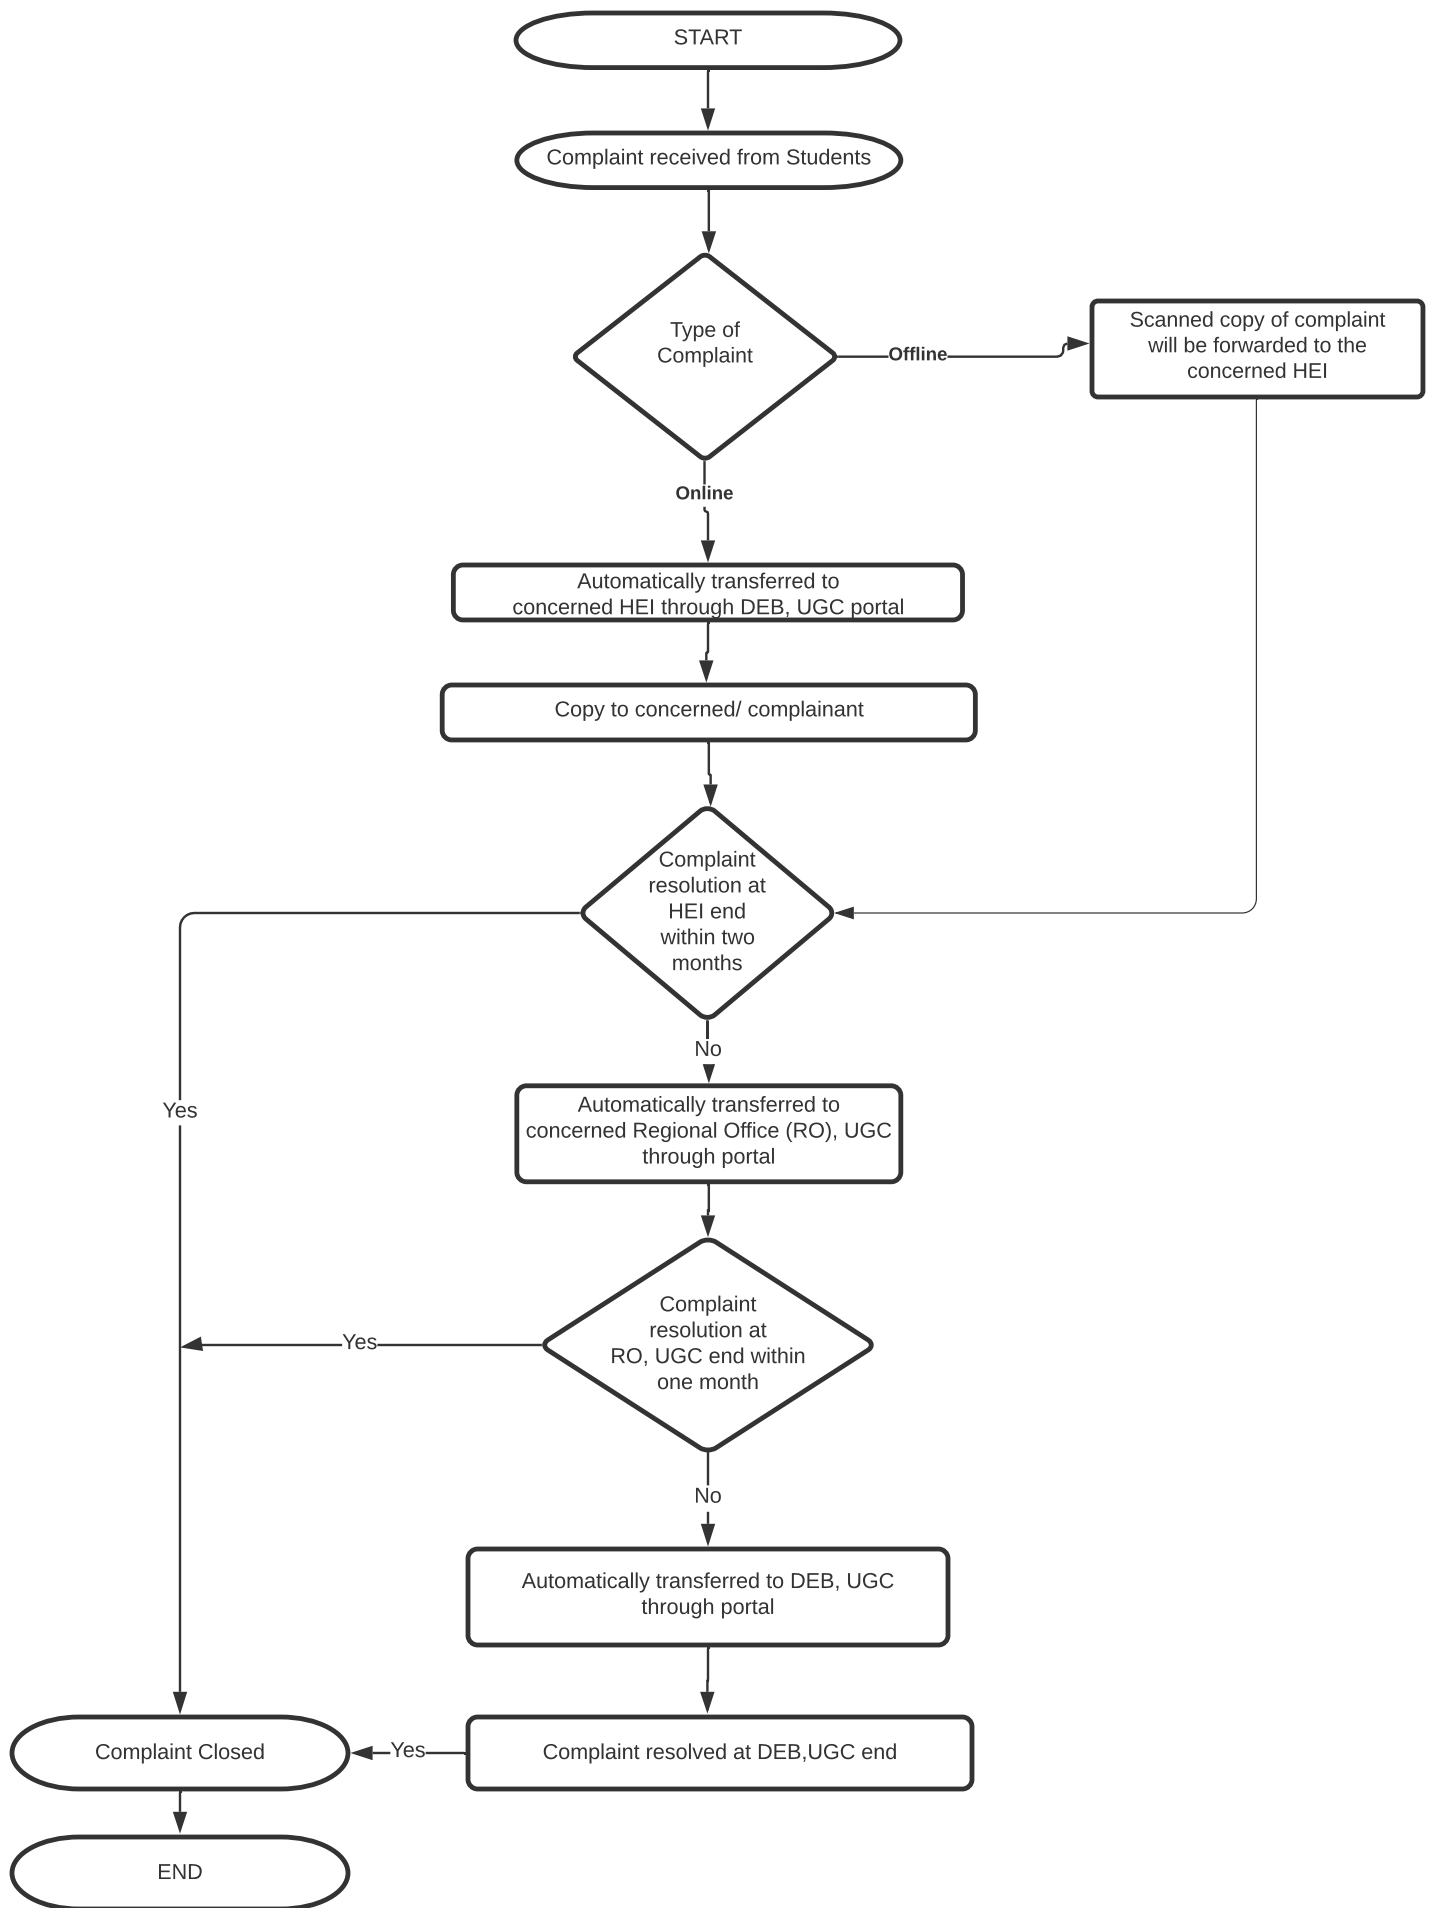 START
Complaint received from Students
Type of
Complaint
Offline
Scanned copy of complaint
will be forwarded to the
concerned HEI
Online
Automatically transferred to
concerned HEI through DEB, UGC portal
Copy to concerned/ complainant
Complaint
resolution at
HEI end
within two
months
No
Yes
Automatically transferred to
concerned Regional Office (RO), UGC
through portal
Complaint
resolution at
RO, UGC end within
one month
Yes
No
Automatically transferred to DEB, UGC
through portal
Complaint Closed
Yes
Complaint resolved at DEB,UGC end
END